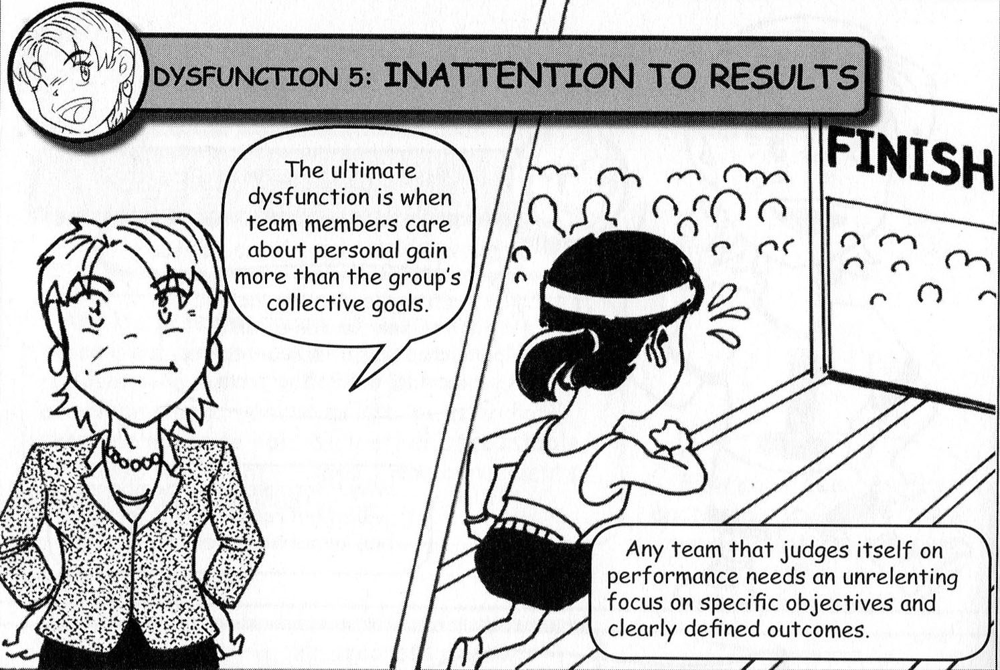 DYSFUNCTION 5: INATTENTION TO RESULTS
The ultimate
dysfunction is when
team members care
about personal gain
more than the group's
collective goals.
FINISH
Any team that judges itself on
performance needs an unrelenting
focus on specific objectives and
clearly defined outcomes.